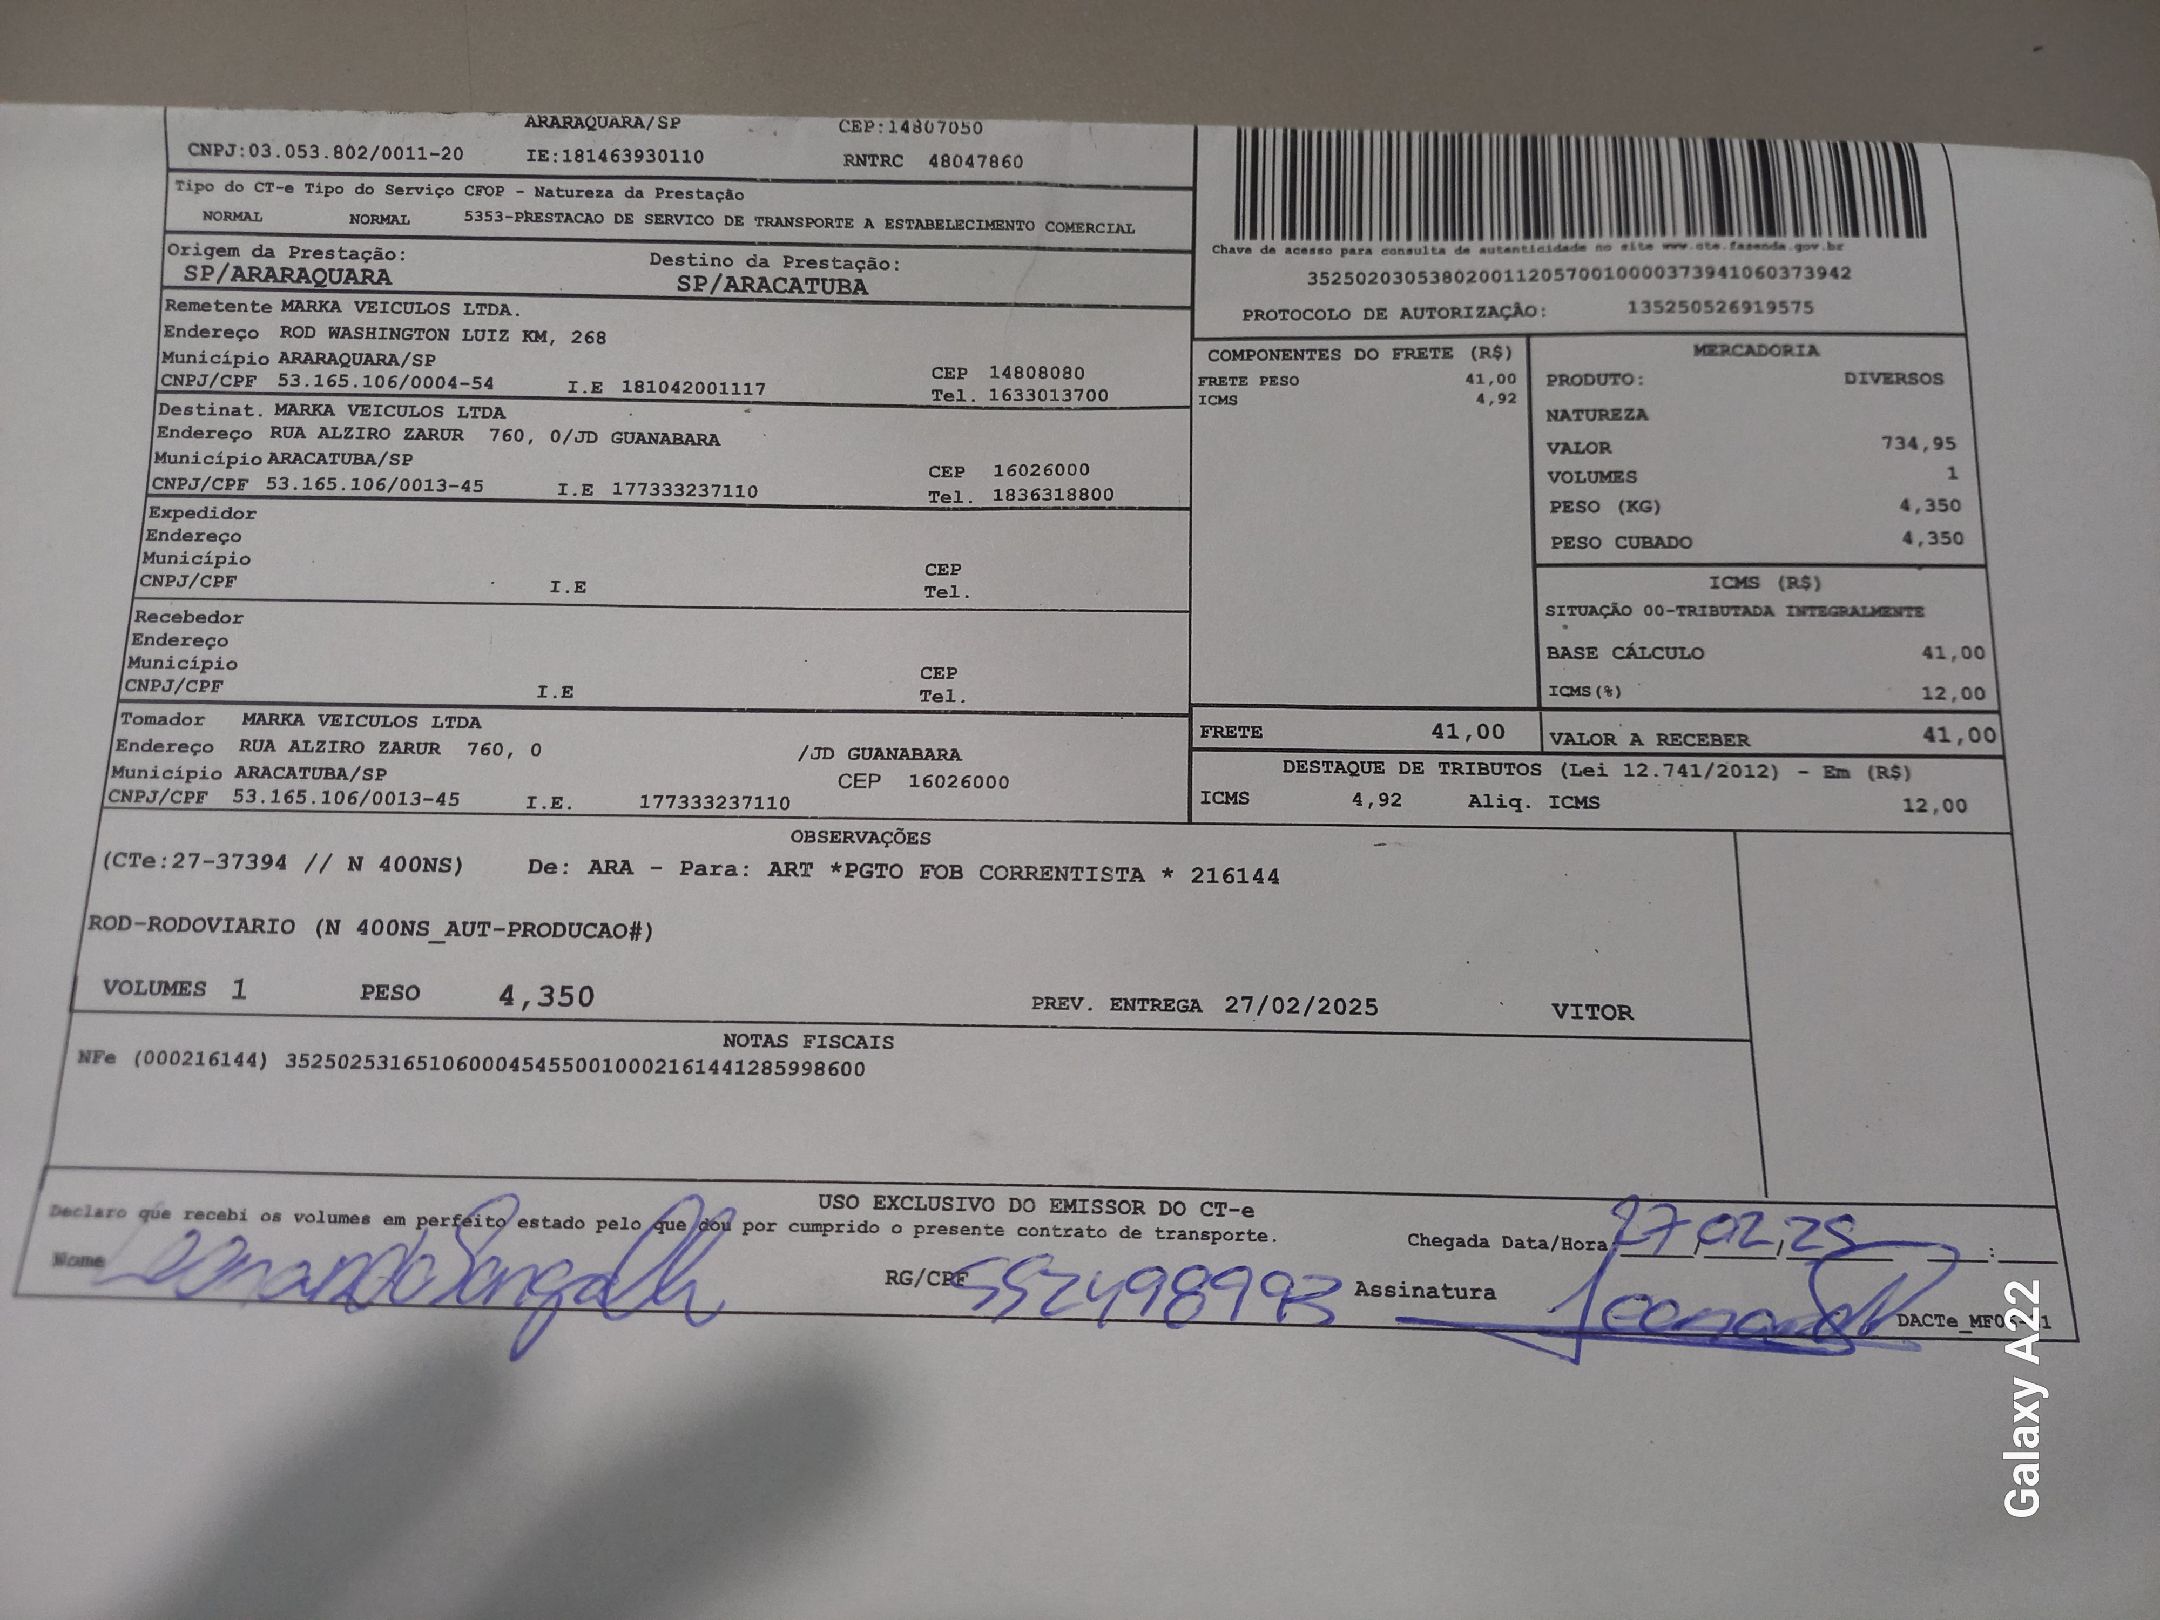 ARARAQUARA/SP CEP:14807050
CNPJ:03.053.802/0011-20 IE:181463930110 RNTRC 48047860
Tipo do CT-e Tipo do Serviço CFOP - Natureza da Prestação
NORMAL NORMAL 5353-PRESTACAO DE SERVICO DE TRANSPORTE A ESTABELECIMENTO COMERCIAL
Origem da Prestação: Destino da Prestação:
SP/ARARAQUARA SP/ARACATUBA
Remetente MARKA VEICULOS LTDA.
Endereço ROD WASHINGTON LUIZ KM, 268
Município ARARAQUARA/SP CEP 14808080
CNPJ/CPF 53.165.106/0004-54 I.E 181042001117 Tel. 1633013700
Destinat. MARKA VEICULOS LTDA
Endereço RUA ALZIRO ZARUR 760, 0/JD GUANABARA
Município ARACATUBA/SP CEP 16026000
CNPJ/CPF 53.165.106/0013-45 I.E 177333237110 Tel. 1836318800
Expedidor
Endereço
Município CEP
CNPJ/CPF I.E Tel.
Recebedor
Endereço
Município CEP
CNPJ/CPF I.E Tel.
Tomador MARKA VEICULOS LTDA
Endereço RUA ALZIRO ZARUR 760, 0 /JD GUANABARA
Município ARACATUBA/SP CEP 16026000
CNPJ/CPF 53.165.106/0013-45 I.E. 177333237110
Chave de acesso para consulta de autenticidade no site www.cte.fazenda.gov.br
35250203053802001120570010000373941060373942
PROTOCOLO DE AUTORIZAÇÃO: 135250526919575
COMPONENTES DO FRETE (R$)
FRETE PESO 41,00
ICMS 4,92
MERCADORIA
PRODUTO: DIVERSOS
NATUREZA
VALOR 734,95
VOLUMES 1
PESO (KG) 4,350
PESO CUBADO 4,350
ICMS (R$)
SITUAÇÃO 00-TRIBUTADA INTEGRALMENTE
BASE CÁLCULO 41,00
ICMS(%) 12,00
FRETE 41,00 VALOR A RECEBER 41,00
DESTAQUE DE TRIBUTOS (Lei 12.741/2012) - Em (R$)
ICMS 4,92 Aliq. ICMS 12,00
OBSERVAÇÕES
(CTe:27-37394 // N 400NS) De: ARA - Para: ART *PGTO FOB CORRENTISTA * 216144
ROD-RODOVIARIO (N 400NS_AUT-PRODUCAO#)
VOLUMES 1 PESO 4,350 PREV. ENTREGA 27/02/2025 VITOR
NOTAS FISCAIS
NFe (000216144) 35250253165106000454550010002161441285998600
USO EXCLUSIVO DO EMISSOR DO CT-e
Declaro que recebi os volumes em perfeito estado pelo que dou por cumprido o presente contrato de transporte.
Chegada Data/Hora 27,02,25 :
Nome RG/CPF 552498993 Assinatura
Galaxy A22